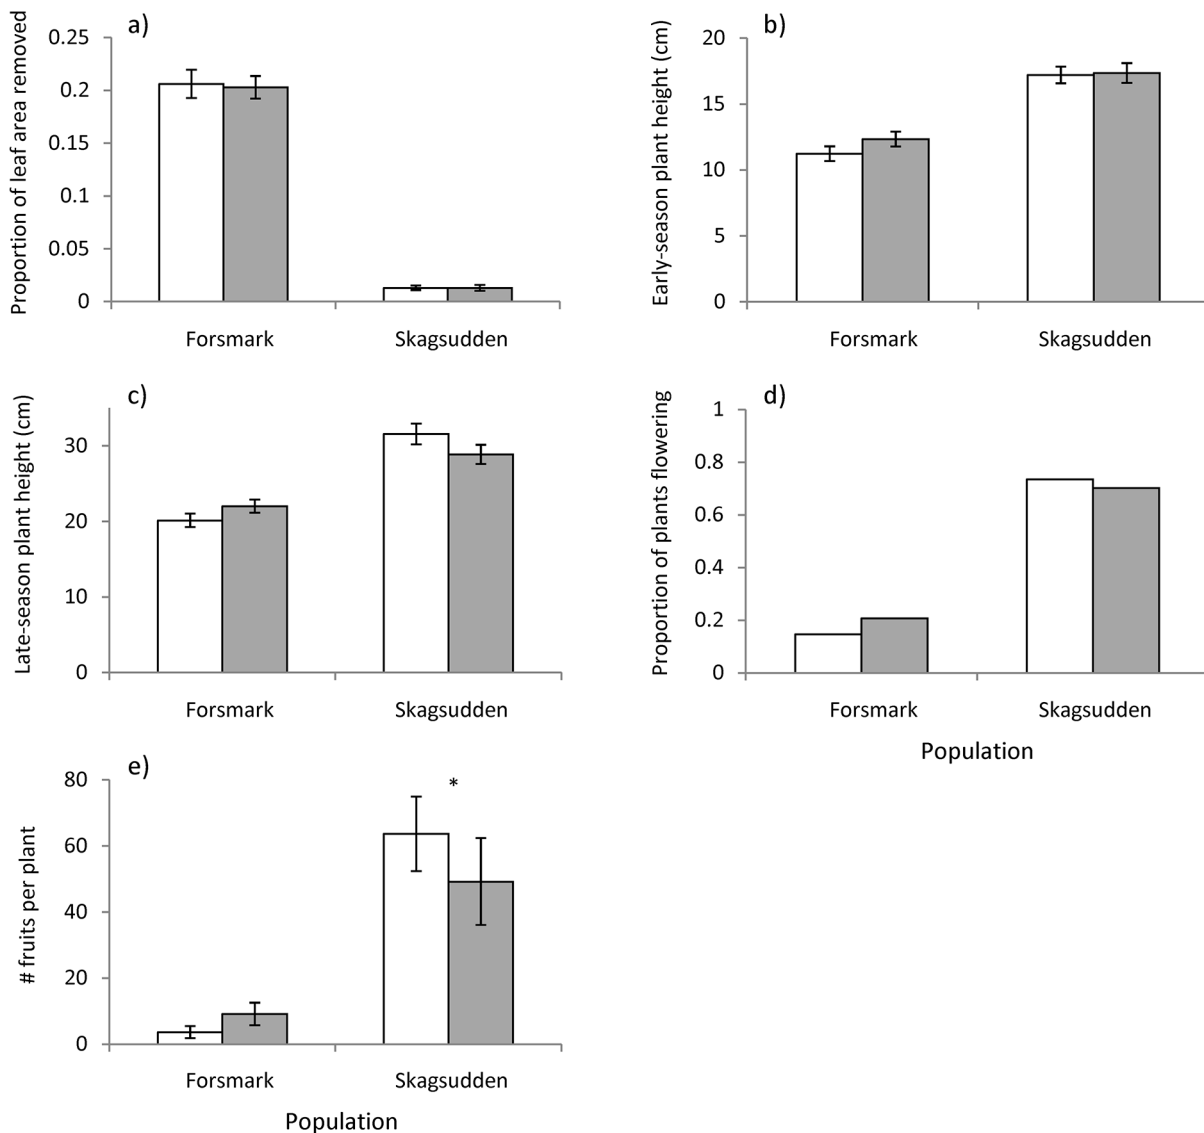 a)
Proportion of leaf area removed
0.25
0.2
0.15
0.1
0.05
0
Forsmark
Skagsudden
b)
Early-season plant height (cm)
20
15
10
5
0
Forsmark
Skagsudden
c)
Late-season plant height (cm)
30
20
10
0
Forsmark
Skagsudden
d)
Proportion of plants flowering
1
0.8
0.6
0.4
0.2
0
Forsmark
Skagsudden
Population
e)
# fruits per plant
80
60
40
20
0
*
Forsmark
Skagsudden
Population